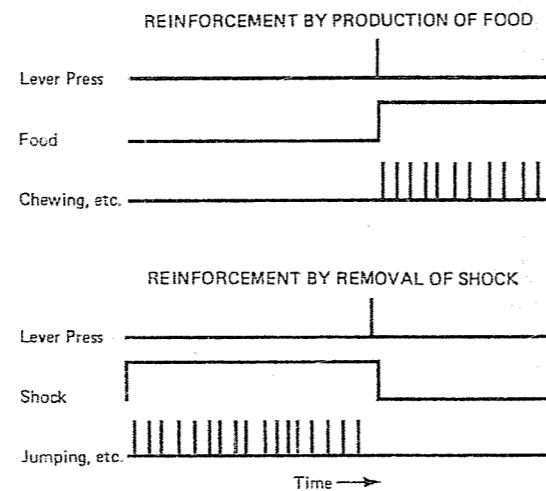 REINFORCEMENT BY PRODUCTION OF FOOD
Lever Press
Food
Chewing, etc.
REINFORCEMENT BY REMOVAL OF SHOCK
Lever Press
Shock
Jumping, etc.
Time